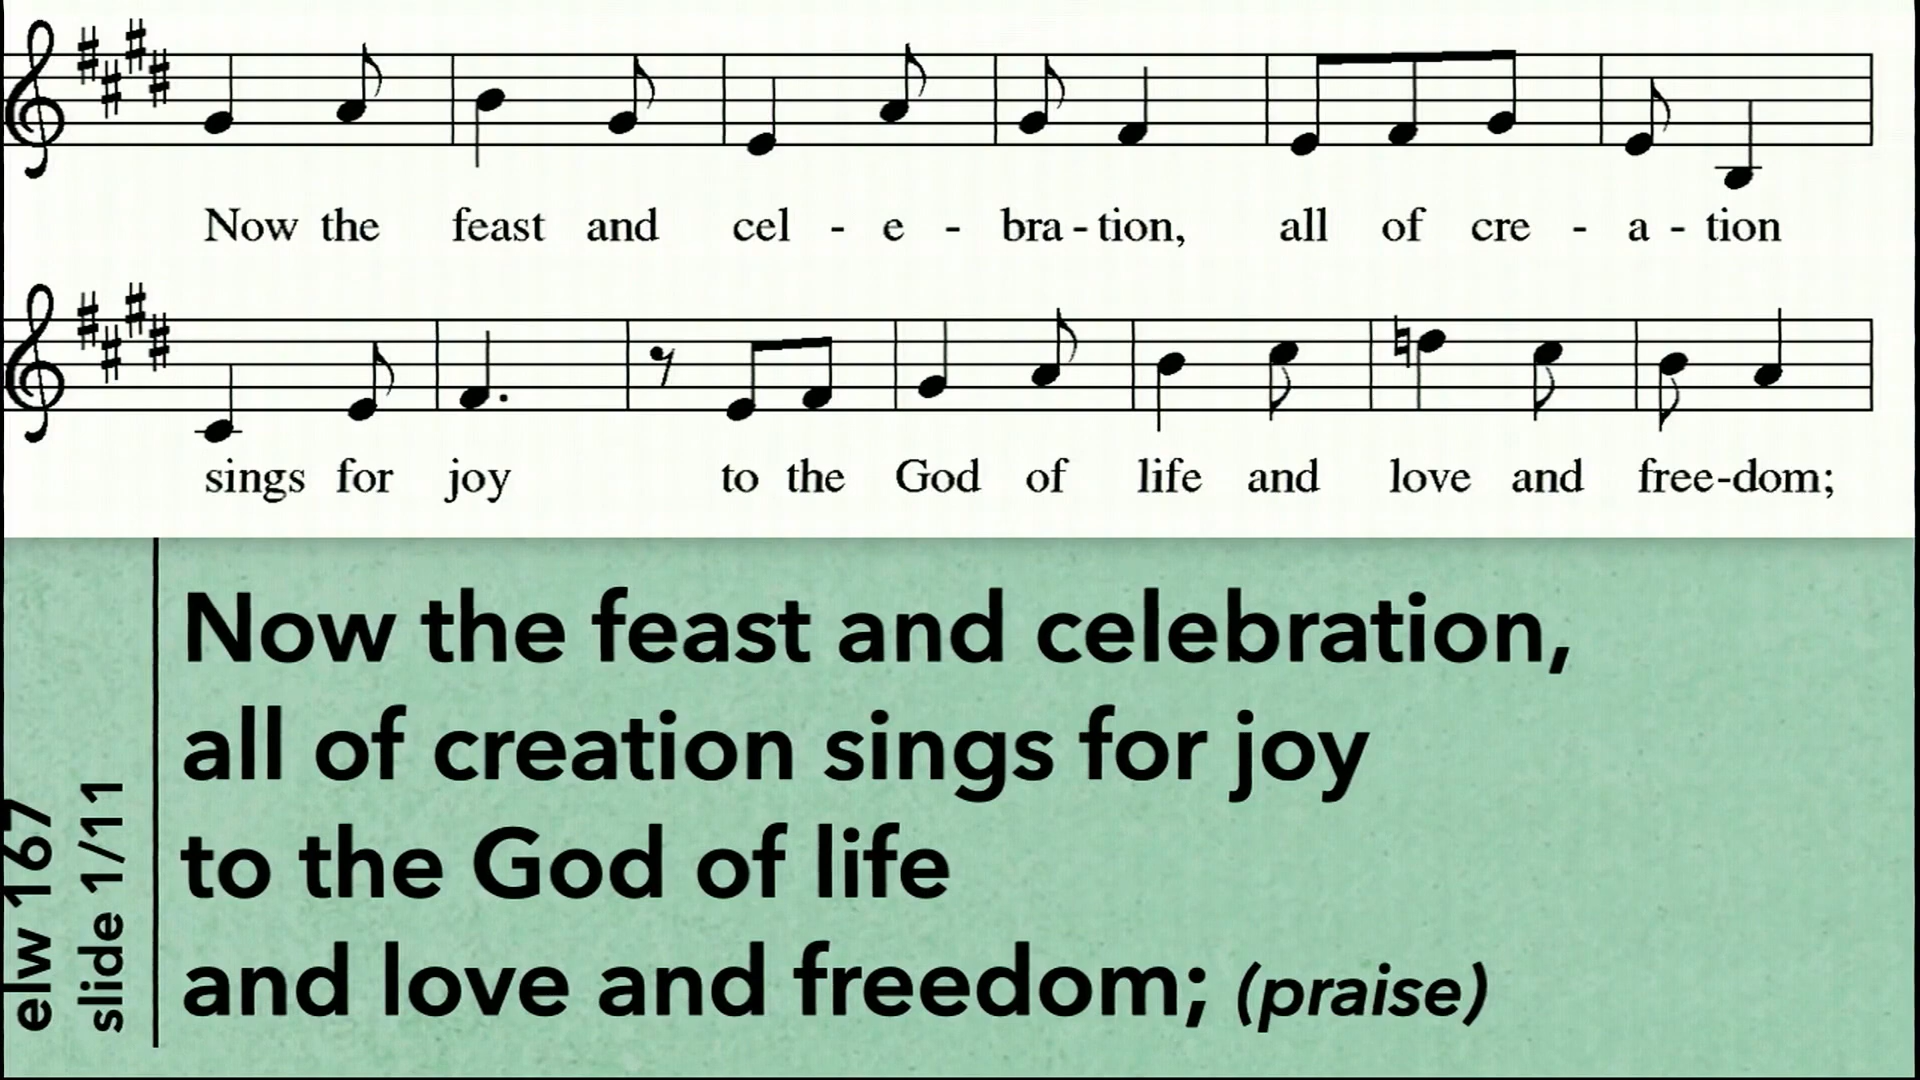 Now the feast and cel - e - bra - tion, all of cre - a - tion
sings for joy to the God of life and love and free-dom;
Now the feast and celebration,
all of creation sings for joy
to the God of life
and love and freedom; (praise)
elw 167
slide 1/11